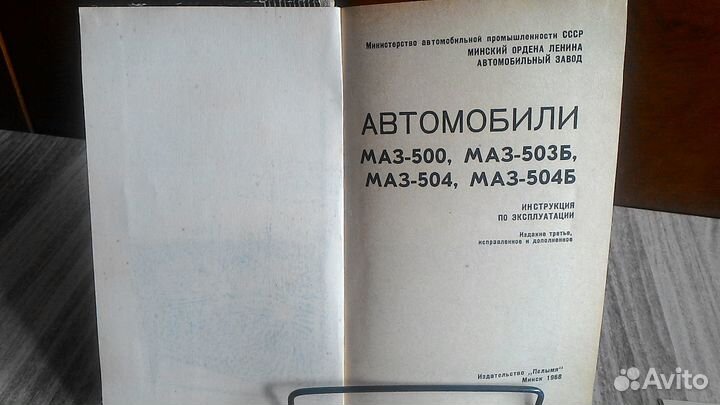 Министерство автомобильной промышленности СССР
МИНСКИЙ ОРДЕНА ЛЕНИНА
АВТОМОБИЛЬНЫЙ ЗАВОД
АВТОМОБИЛИ
МАЗ-500, МАЗ-503Б,
МАЗ-504, МАЗ-504Б
ИНСТРУКЦИЯ
ПО ЭКСПЛУАТАЦИИ
Издание третье,
исправленное и дополненное
Издательство „Полымя"
Минск 1968
Avito